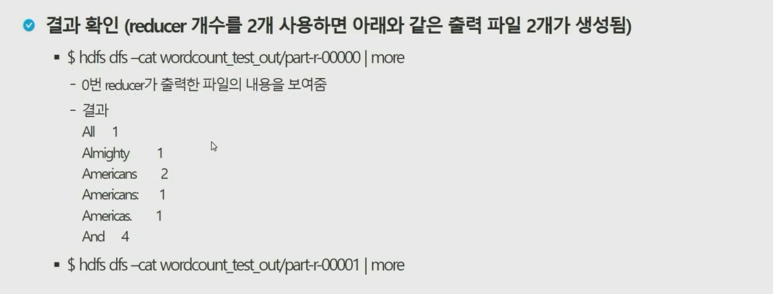 결과 확인 (reducer 개수를 2개 사용하면 아래와 같은 출력 파일 2개가 생성됨)
$ hdfs dfs –cat wordcount_test_out/part-r-00000 | more
- 0번 reducer가 출력한 파일의 내용을 보여줌
- 결과
All 1
Almighty 1
Americans 2
Americans: 1
Americas. 1
And 4
$ hdfs dfs –cat wordcount_test_out/part-r-00001 | more